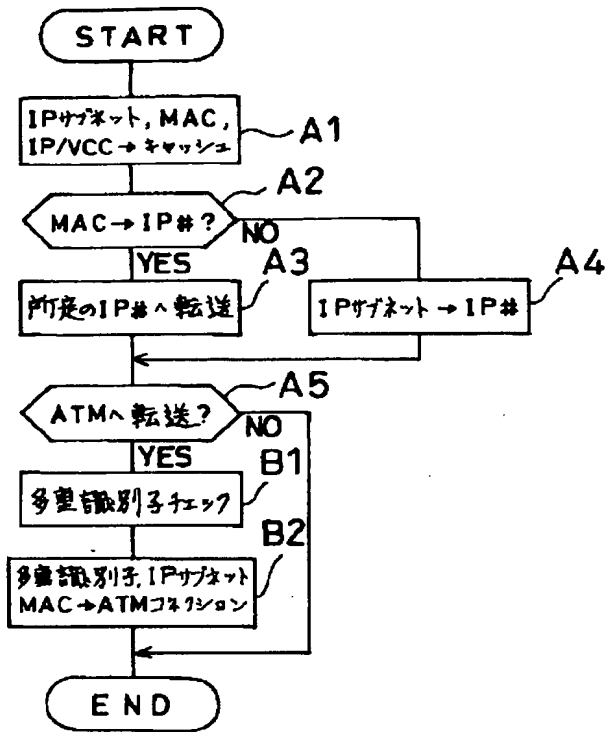 START
IPサブネット, MAC,
IP/VCC→キャッシュ
A1
A2
MAC→IP#?
NO
YES
A3
所定のIP#へ転送
A4
IPサブネット→IP#
A5
ATMへ転送?
NO
YES
B1
多重識別子チェック
B2
多重識別子,IPサブネット
MAC→ATMコネクション
END